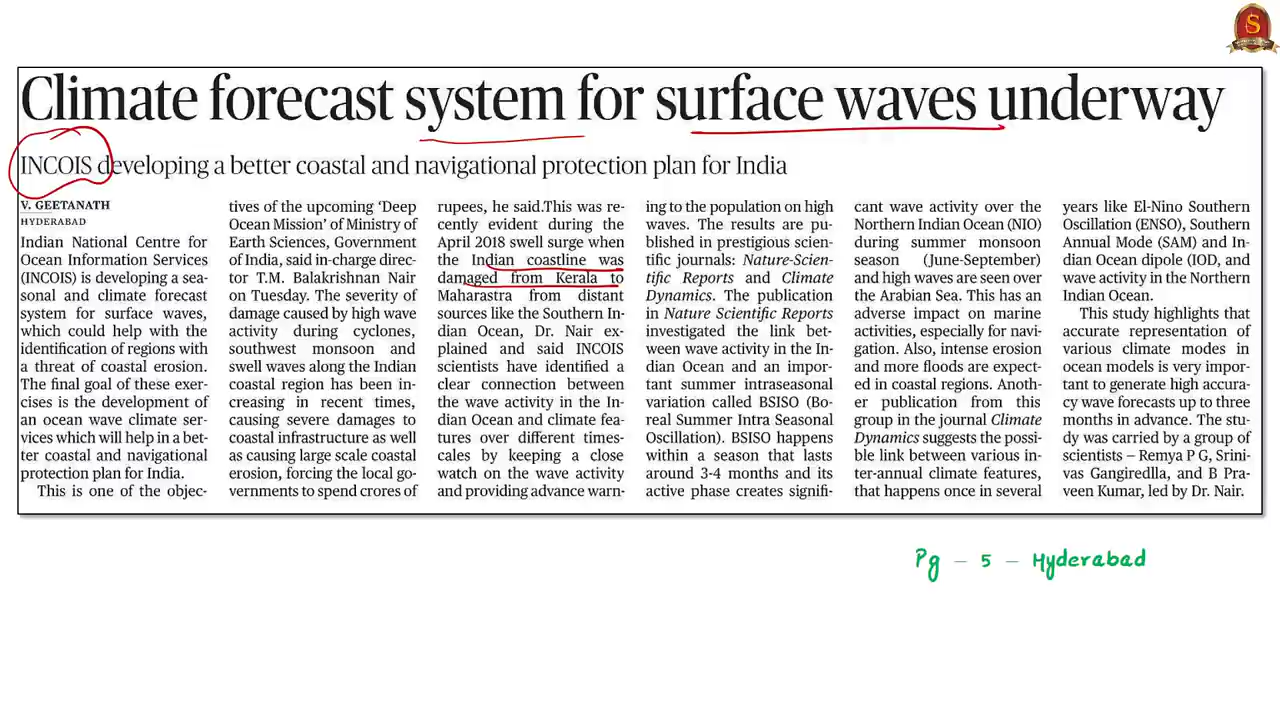 Climate forecast system for surface waves underway
INCOIS developing a better coastal and navigational protection plan for India
V. GEETANATH
HYDERABAD
Indian National Centre for
Ocean Information Services
(INCOIS) is developing a sea-
sonal and climate forecast
system for surface waves,
which could help with the
identification of regions with
a threat of coastal erosion.
The final goal of these exer-
cises is the development of
an ocean wave climate ser-
vices which will help in a bet-
ter coastal and navigational
protection plan for India.
This is one of the objec-
tives of the upcoming ‘Deep
Ocean Mission’ of Ministry of
Earth Sciences, Government
of India, said in-charge direc-
tor T.M. Balakrishnan Nair
on Tuesday. The severity of
damage caused by high wave
activity during cyclones,
southwest monsoon and
swell waves along the Indian
coastal region has been in-
creasing in recent times,
causing severe damages to
coastal infrastructure as well
as causing large scale coastal
erosion, forcing the local go-
vernments to spend crores of
rupees, he said.This was re-
cently evident during the
April 2018 swell surge when
the Indian coastline was
damaged from Kerala to
Maharastra from distant
sources like the Southern In-
dian Ocean, Dr. Nair ex-
plained and said INCOIS
scientists have identified a
clear connection between
the wave activity in the In-
dian Ocean and climate fea-
tures over different times-
cales by keeping a close
watch on the wave activity
and providing advance warn-
ing to the population on high
waves. The results are pu-
blished in prestigious scien-
tific journals: Nature-Scien-
tific Reports and Climate
Dynamics. The publication
in Nature Scientific Reports
investigated the link bet-
ween wave activity in the In-
dian Ocean and an impor-
tant summer intraseasonal
variation called BSISO (Bo-
real Summer Intra Seasonal
Oscillation). BSISO happens
within a season that lasts
around 3-4 months and its
active phase creates signifi-
cant wave activity over the
Northern Indian Ocean (NIO)
during summer monsoon
season (June-September)
and high waves are seen over
the Arabian Sea. This has an
adverse impact on marine
activities, especially for navi-
gation. Also, intense erosion
and more floods are expect-
ed in coastal regions. Anoth-
er publication from this
group in the journal Climate
Dynamics suggests the possi-
ble link between various in-
ter-annual climate features,
that happens once in several
years like El-Nino Southern
Oscillation (ENSO), Southern
Annual Mode (SAM) and In-
dian Ocean dipole (IOD, and
wave activity in the Northern
Indian Ocean.
This study highlights that
accurate representation of
various climate modes in
ocean models is very impor-
tant to generate high accura-
cy wave forecasts up to three
months in advance. The stu-
dy was carried by a group of
scientists – Remya P G, Srini-
vas Gangiredlla, and B Pra-
veen Kumar, led by Dr. Nair.
Pg – 5 – Hyderabad